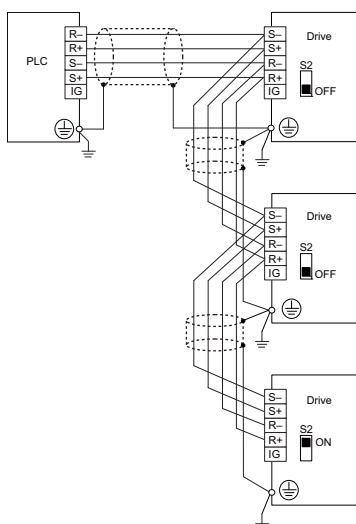 PLC
R–
R+
S–
S+
IG
S–
S+
R–
R+
IG
Drive
S2
OFF
S–
S+
R–
R+
IG
Drive
S2
OFF
S–
S+
R–
R+
IG
Drive
S2
ON